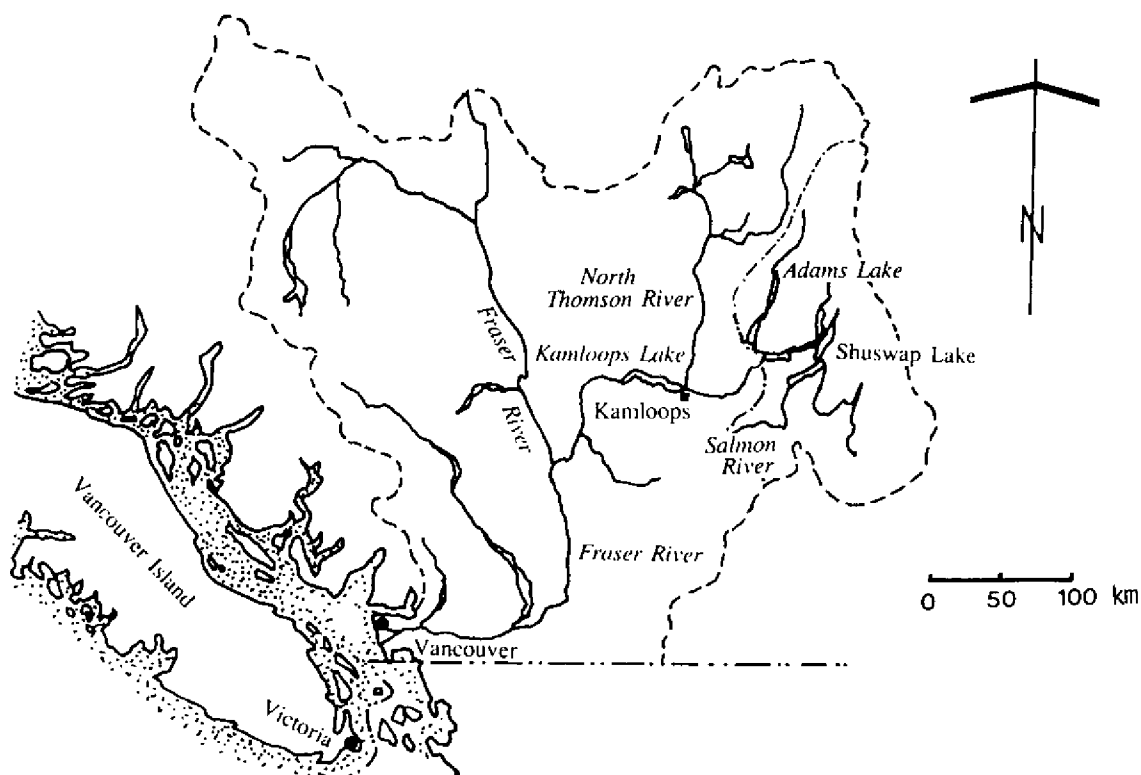 N
Adams Lake
North
Thomson River
Fraser
River
Kamloops Lake
Shuswap Lake
Kamloops
Salmon
River
Vancouver Island
Fraser River
0 50 100 km
Vancouver
Victoria